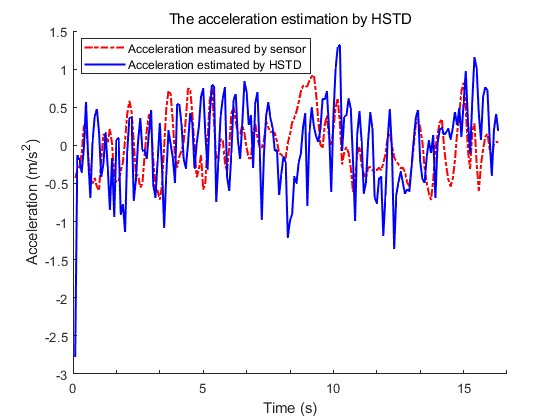 The acceleration estimation by HSTD
Acceleration measured by sensor
Acceleration estimated by HSTD
Acceleration (m/s²)
1.5
1
0.5
0
-0.5
-1
-1.5
-2
-2.5
-3
0 5 10 15
Time (s)